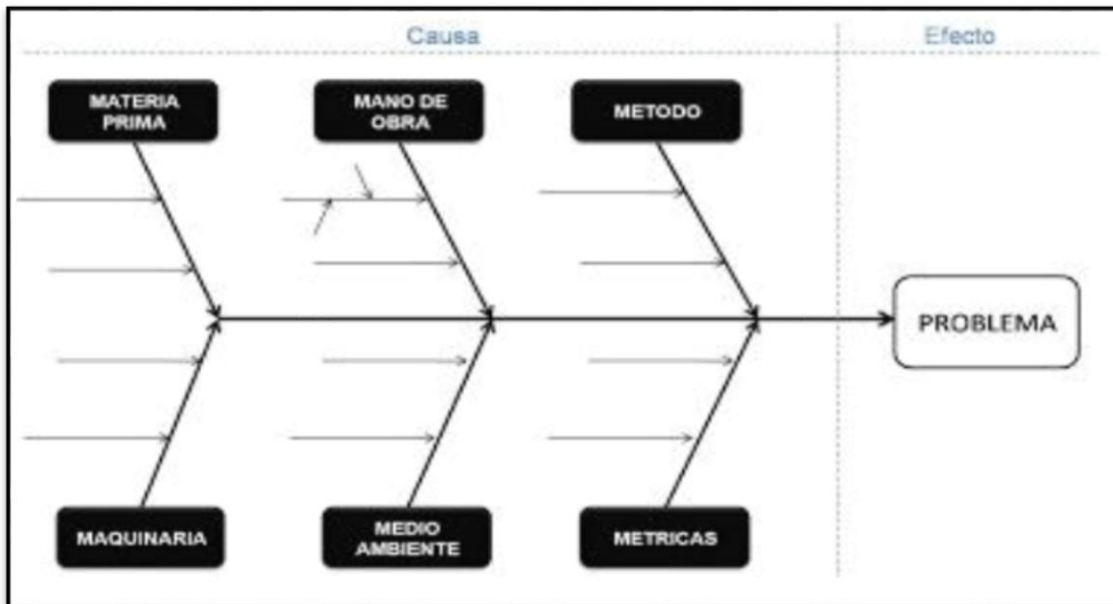 Causa
Efecto
MATERIA
PRIMA
MANO DE
OBRA
METODO
PROBLEMA
MAQUINARIA
MEDIO
AMBIENTE
METRICAS